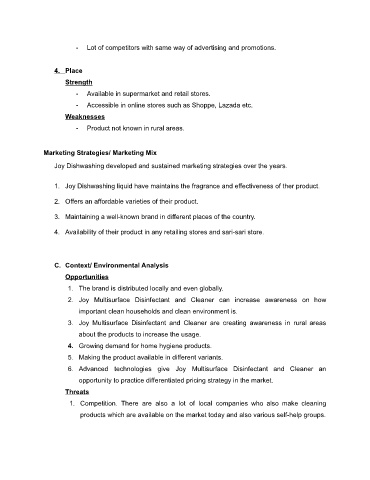 - Lot of competitors with same way of advertising and promotions.
4. Place
Strength
- Available in supermarket and retail stores.
- Accessible in online stores such as Shoppe, Lazada etc.
Weaknesses
- Product not known in rural areas.
Marketing Strategies/ Marketing Mix
Joy Dishwashing developed and sustained marketing strategies over the years.
1. Joy Dishwashing liquid have maintains the fragrance and effectiveness of ther product.
2. Offers an affordable varieties of their product.
3. Maintaining a well-known brand in different places of the country.
4. Availability of their product in any retailing stores and sari-sari store.
C. Context/ Environmental Analysis
Opportunities
1. The brand is distributed locally and even globally.
2. Joy Multisurface Disinfectant and Cleaner can increase awareness on how
important clean households and clean environment is.
3. Joy Multisurface Disinfectant and Cleaner are creating awareness in rural areas
about the products to increase the usage.
4. Growing demand for home hygiene products.
5. Making the product available in different variants.
6. Advanced technologies give Joy Multisurface Disinfectant and Cleaner an
opportunity to practice differentiated pricing strategy in the market.
Threats
1. Competition. There are also a lot of local companies who also make cleaning
products which are available on the market today and also various self-help groups.